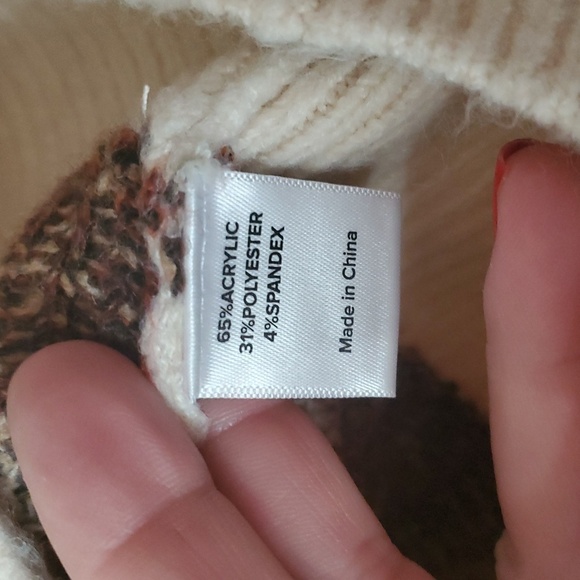 65%ACRYLIC
31%POLYESTER
4%SPANDEX
Made in China